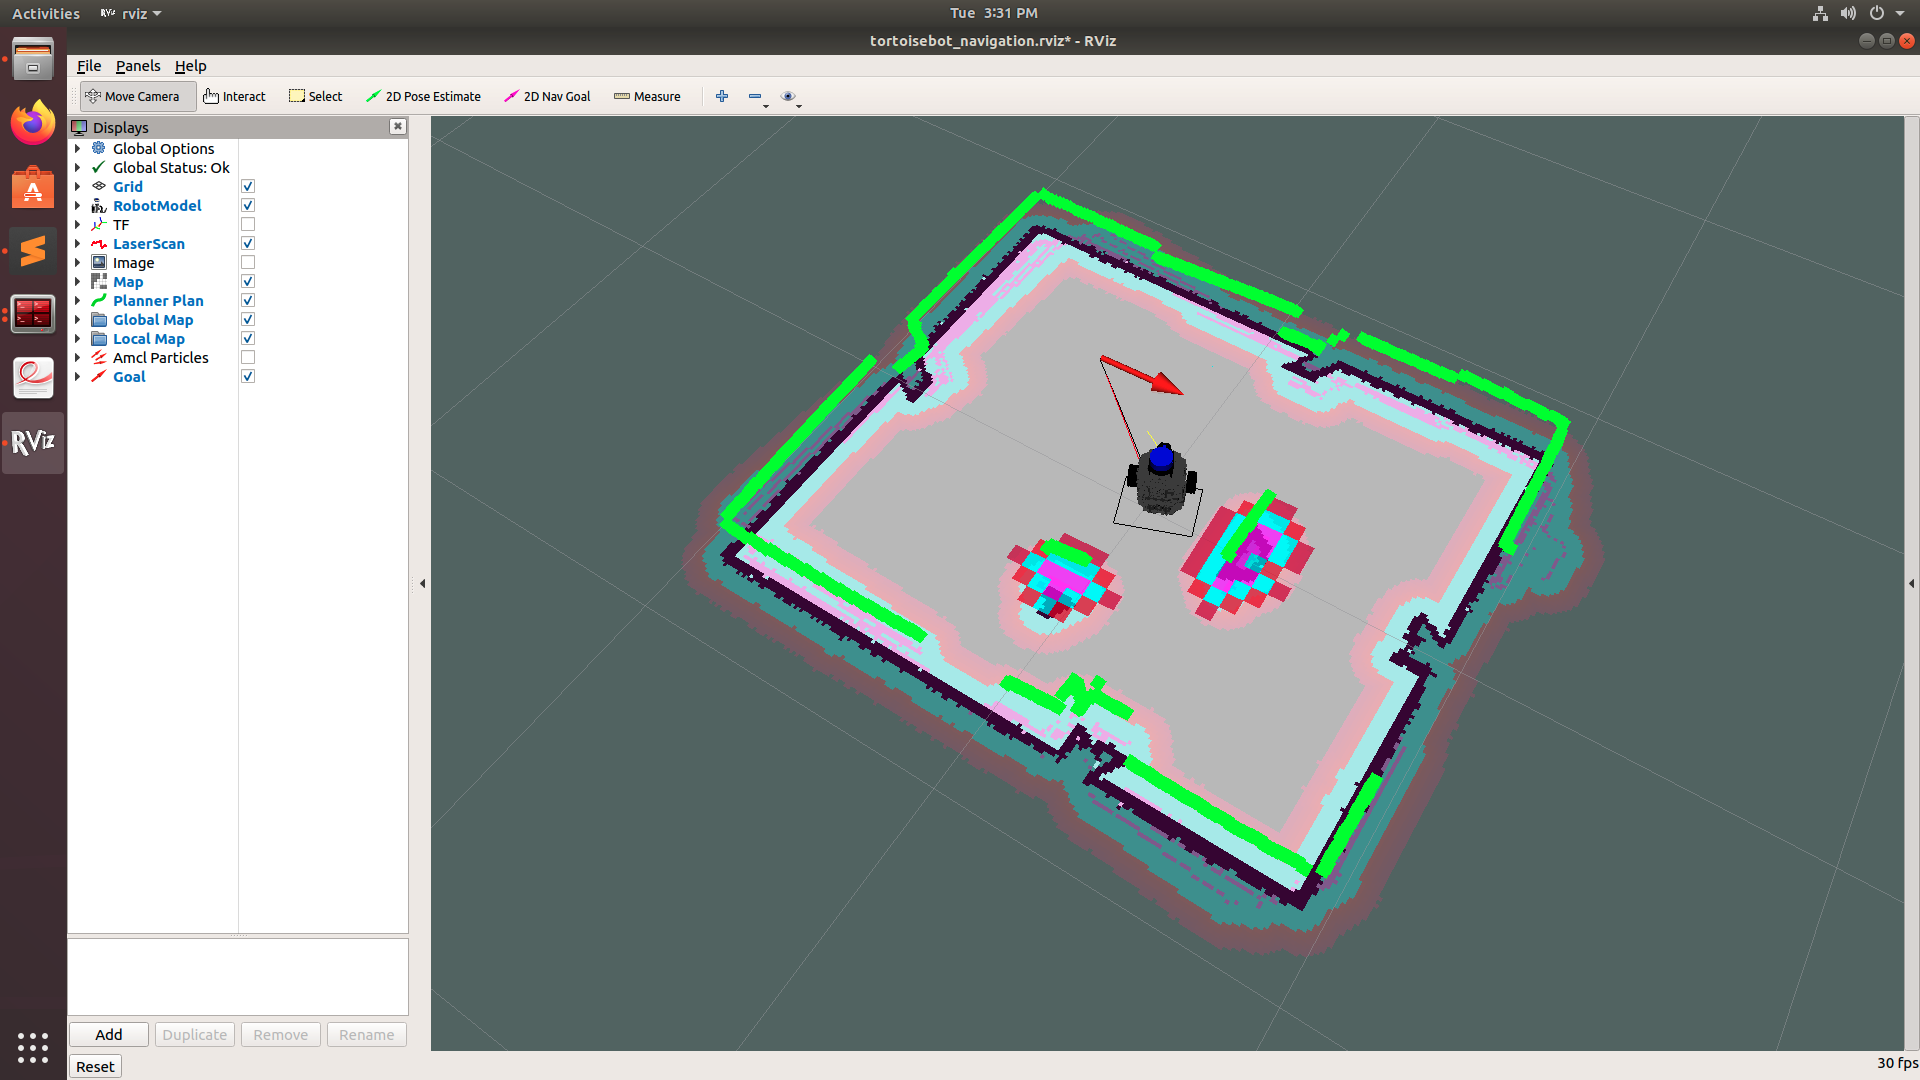 Activities
RViz
rviz
Tue 3:31 PM
tortoisebot_navigation.rviz* - RViz
File Panels Help
Move Camera
Interact
Select
2D Pose Estimate
2D Nav Goal
Measure
Displays
Global Options
Global Status: Ok
Grid
RobotModel
TF
LaserScan
Image
Map
Planner Plan
Global Map
Local Map
Amcl Particles
Goal
RViz
Add
Duplicate
Remove
Rename
Reset
30 fps